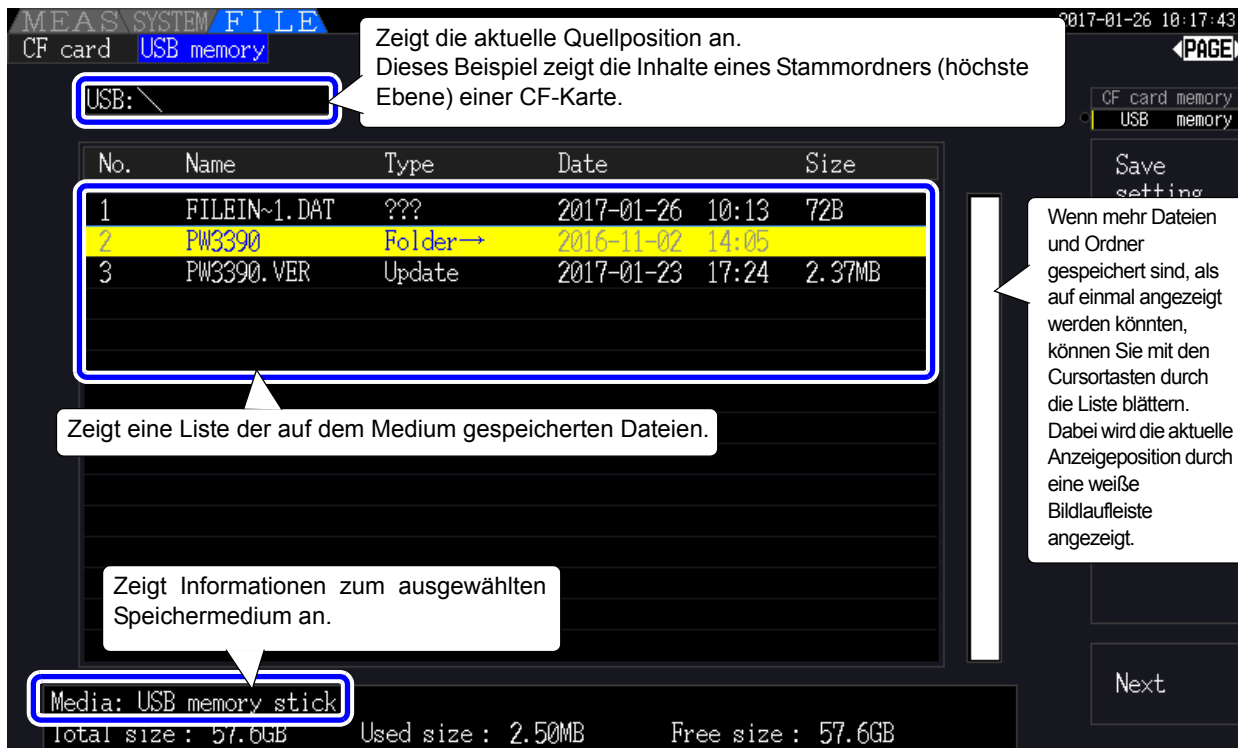 MEAS SYSTEM FILE 2017-01-26 10:17:43
CF card USB memory PAGE
Zeigt die aktuelle Quellposition an.
Dieses Beispiel zeigt die Inhalte eines Stammordners (höchste
Ebene) einer CF-Karte.
USB:\
CF card memory
USB memory
No. Name Type Date Size
1 FILEIN~1.DAT ??? 2017-01-26 10:13 72B
2 PW3390 Folder→ 2016-11-02 14:05
3 PW3390.VER Update 2017-01-23 17:24 2.37MB
Save
setting
Wenn mehr Dateien
und Ordner
gespeichert sind, als
auf einmal angezeigt
werden könnten,
können Sie mit den
Cursortasten durch
die Liste blättern.
Dabei wird die aktuelle
Anzeigeposition durch
eine weiße
Bildlaufleiste
angezeigt.
Zeigt eine Liste der auf dem Medium gespeicherten Dateien.
Zeigt Informationen zum ausgewählten
Speichermedium an.
Next
Media: USB memory stick
Total size : 57.6GB Used size : 2.50MB Free size : 57.6GB